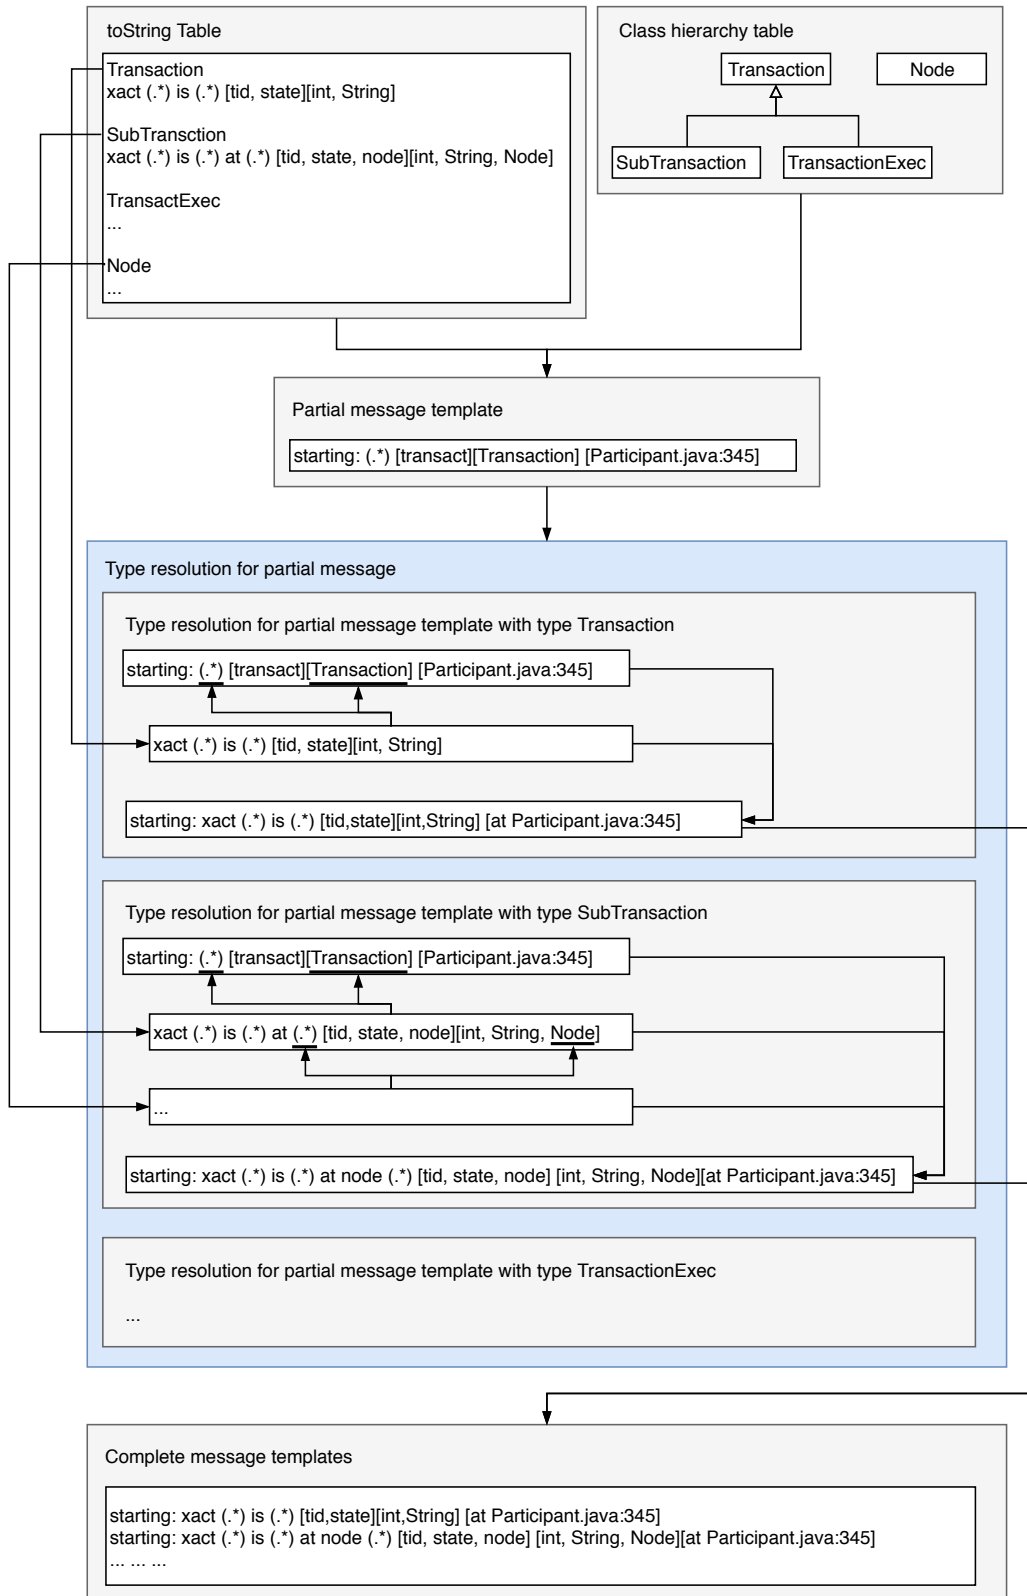 toString Table
Transaction
xact (.*) is (.*) [tid, state][int, String]
SubTransction
xact (.*) is (.*) at (.*) [tid, state, node][int, String, Node]
TransactExec
...
Node
...
Class hierarchy table
Transaction
Node
SubTransaction
TransactionExec
Partial message template
starting: (.*) [transact][Transaction] [Participant.java:345]
Type resolution for partial message
Type resolution for partial message template with type Transaction
starting: (.*) [transact][Transaction] [Participant.java:345]
xact (.*) is (.*) [tid, state][int, String]
starting: xact (.*) is (.*) [tid,state][int,String] [at Participant.java:345]
Type resolution for partial message template with type SubTransaction
starting: (.*) [transact][Transaction] [Participant.java:345]
xact (.*) is (.*) at (.*) [tid, state, node][int, String, Node]
...
starting: xact (.*) is (.*) at node (.*) [tid, state, node] [int, String, Node][at Participant.java:345]
Type resolution for partial message template with type TransactionExec
...
Complete message templates
starting: xact (.*) is (.*) [tid,state][int,String] [at Participant.java:345]
starting: xact (.*) is (.*) at node (.*) [tid, state, node] [int, String, Node][at Participant.java:345]
... ... ...